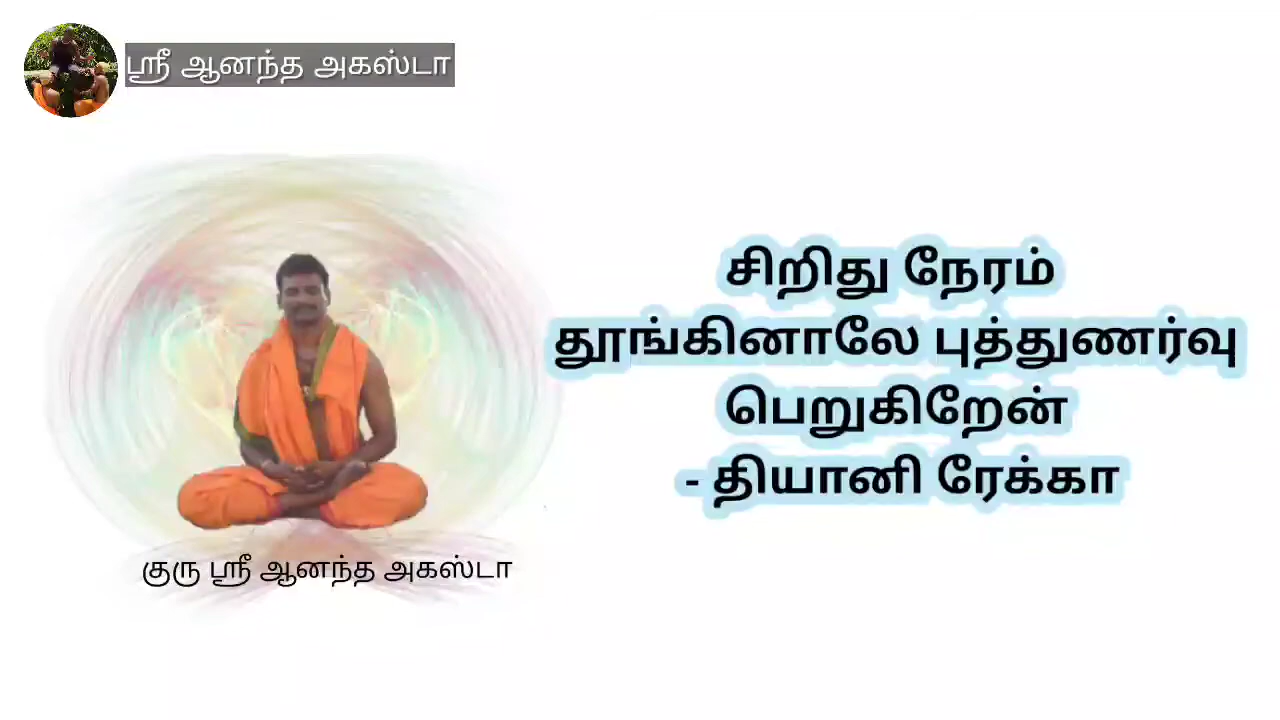 ஸ்ரீ ஆனந்த அகஸ்டா
சிறிது நேரம்
தூங்கினாலே புத்துணர்வு
பெறுகிறேன்
- தியானி ரேக்கா
குரு ஸ்ரீ ஆனந்த அகஸ்டா